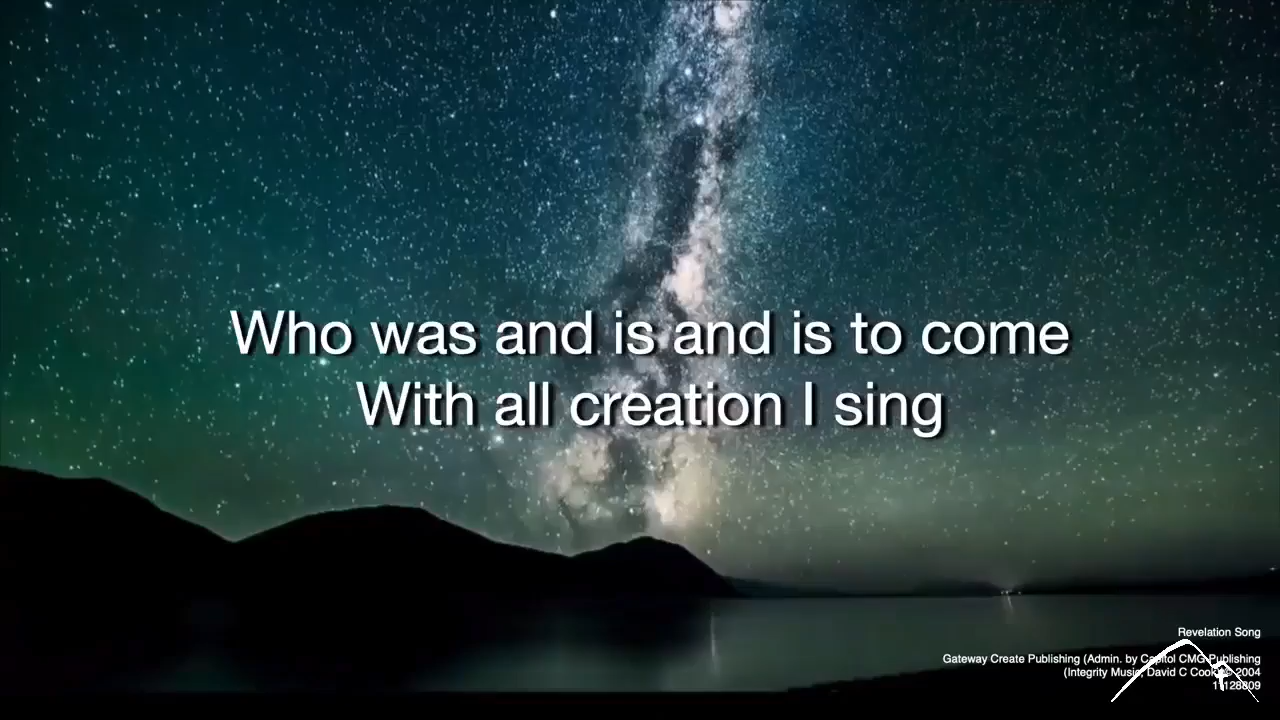 Who was and is and is to come
With all creation I sing
Revelation Song
Gateway Create Publishing (Admin. by Capitol CMG Publishing
(Integrity Music, David C Cook) © 2004